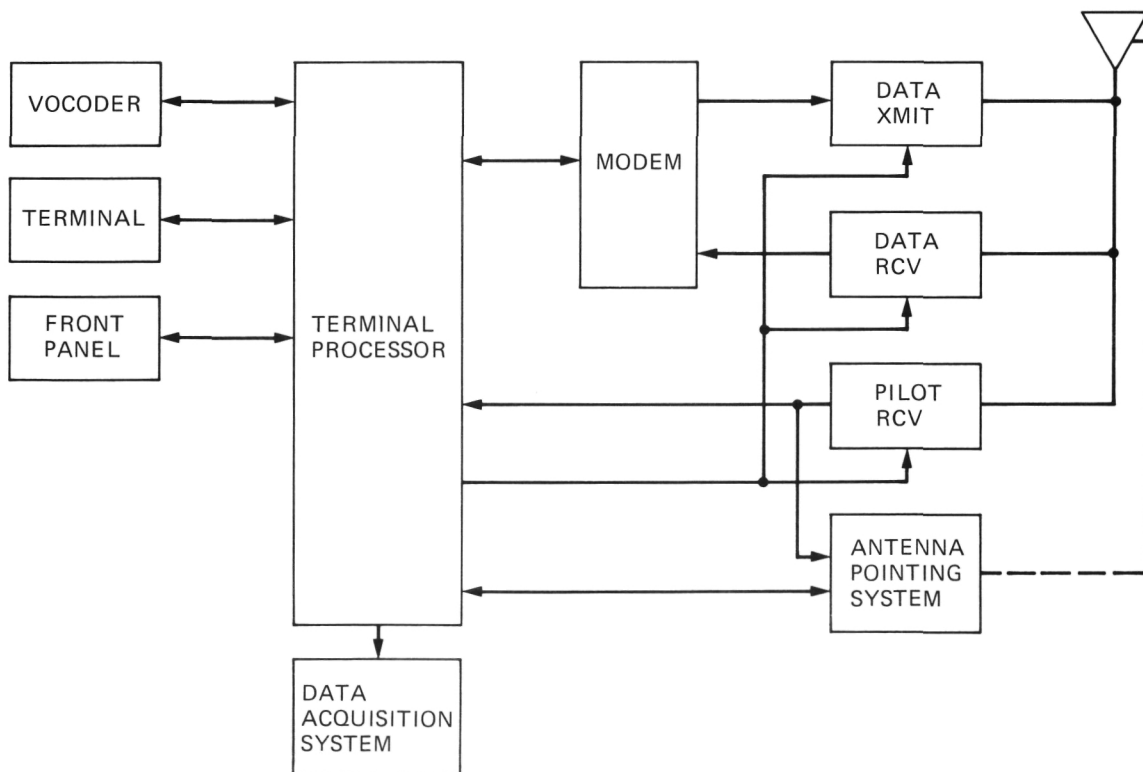 VOCODER
TERMINAL
FRONT
PANEL
TERMINAL
PROCESSOR
DATA
ACQUISITION
SYSTEM
MODEM
DATA
XMIT
DATA
RCV
PILOT
RCV
ANTENNA
POINTING
SYSTEM